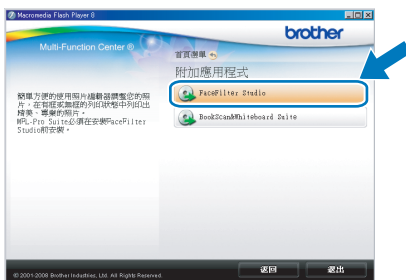 Macromedia Flash Player 8
brother
Multi-Function Center ®
首頁選單
附加應用程式
FaceFilter Studio
BookScan&Whiteboard Suite
簡單方便的使用照片編輯器調整您的照
片，在有框或無框的列印狀態中列印出
精美、專業的照片。
MFL-Pro Suite必須在安裝FaceFilter
Studio前安裝。
© 2001-2008 Brother Industries, Ltd. All Rights Reserved.
返回
退出